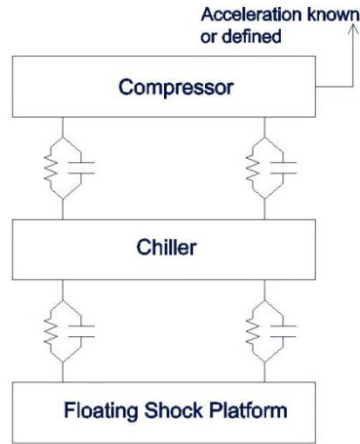 Acceleration known
or defined
Compressor
Chiller
Floating Shock Platform